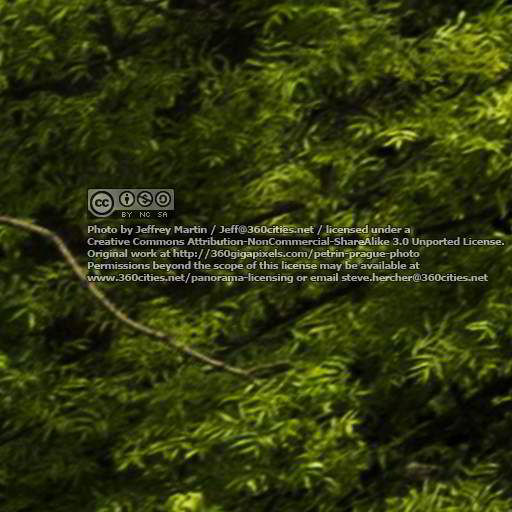 cc
BY NC SA
Photo by Jeffrey Martin / Jeff@360cities.net / licensed under a
Creative Commons Attribution-NonCommercial-ShareAlike 3.0 Unported License.
Original work at http://360gigapixels.com/petrin-prague-photo
Permissions beyond the scope of this license may be available at
www.360cities.net/panorama-licensing or email steve.hercher@360cities.net